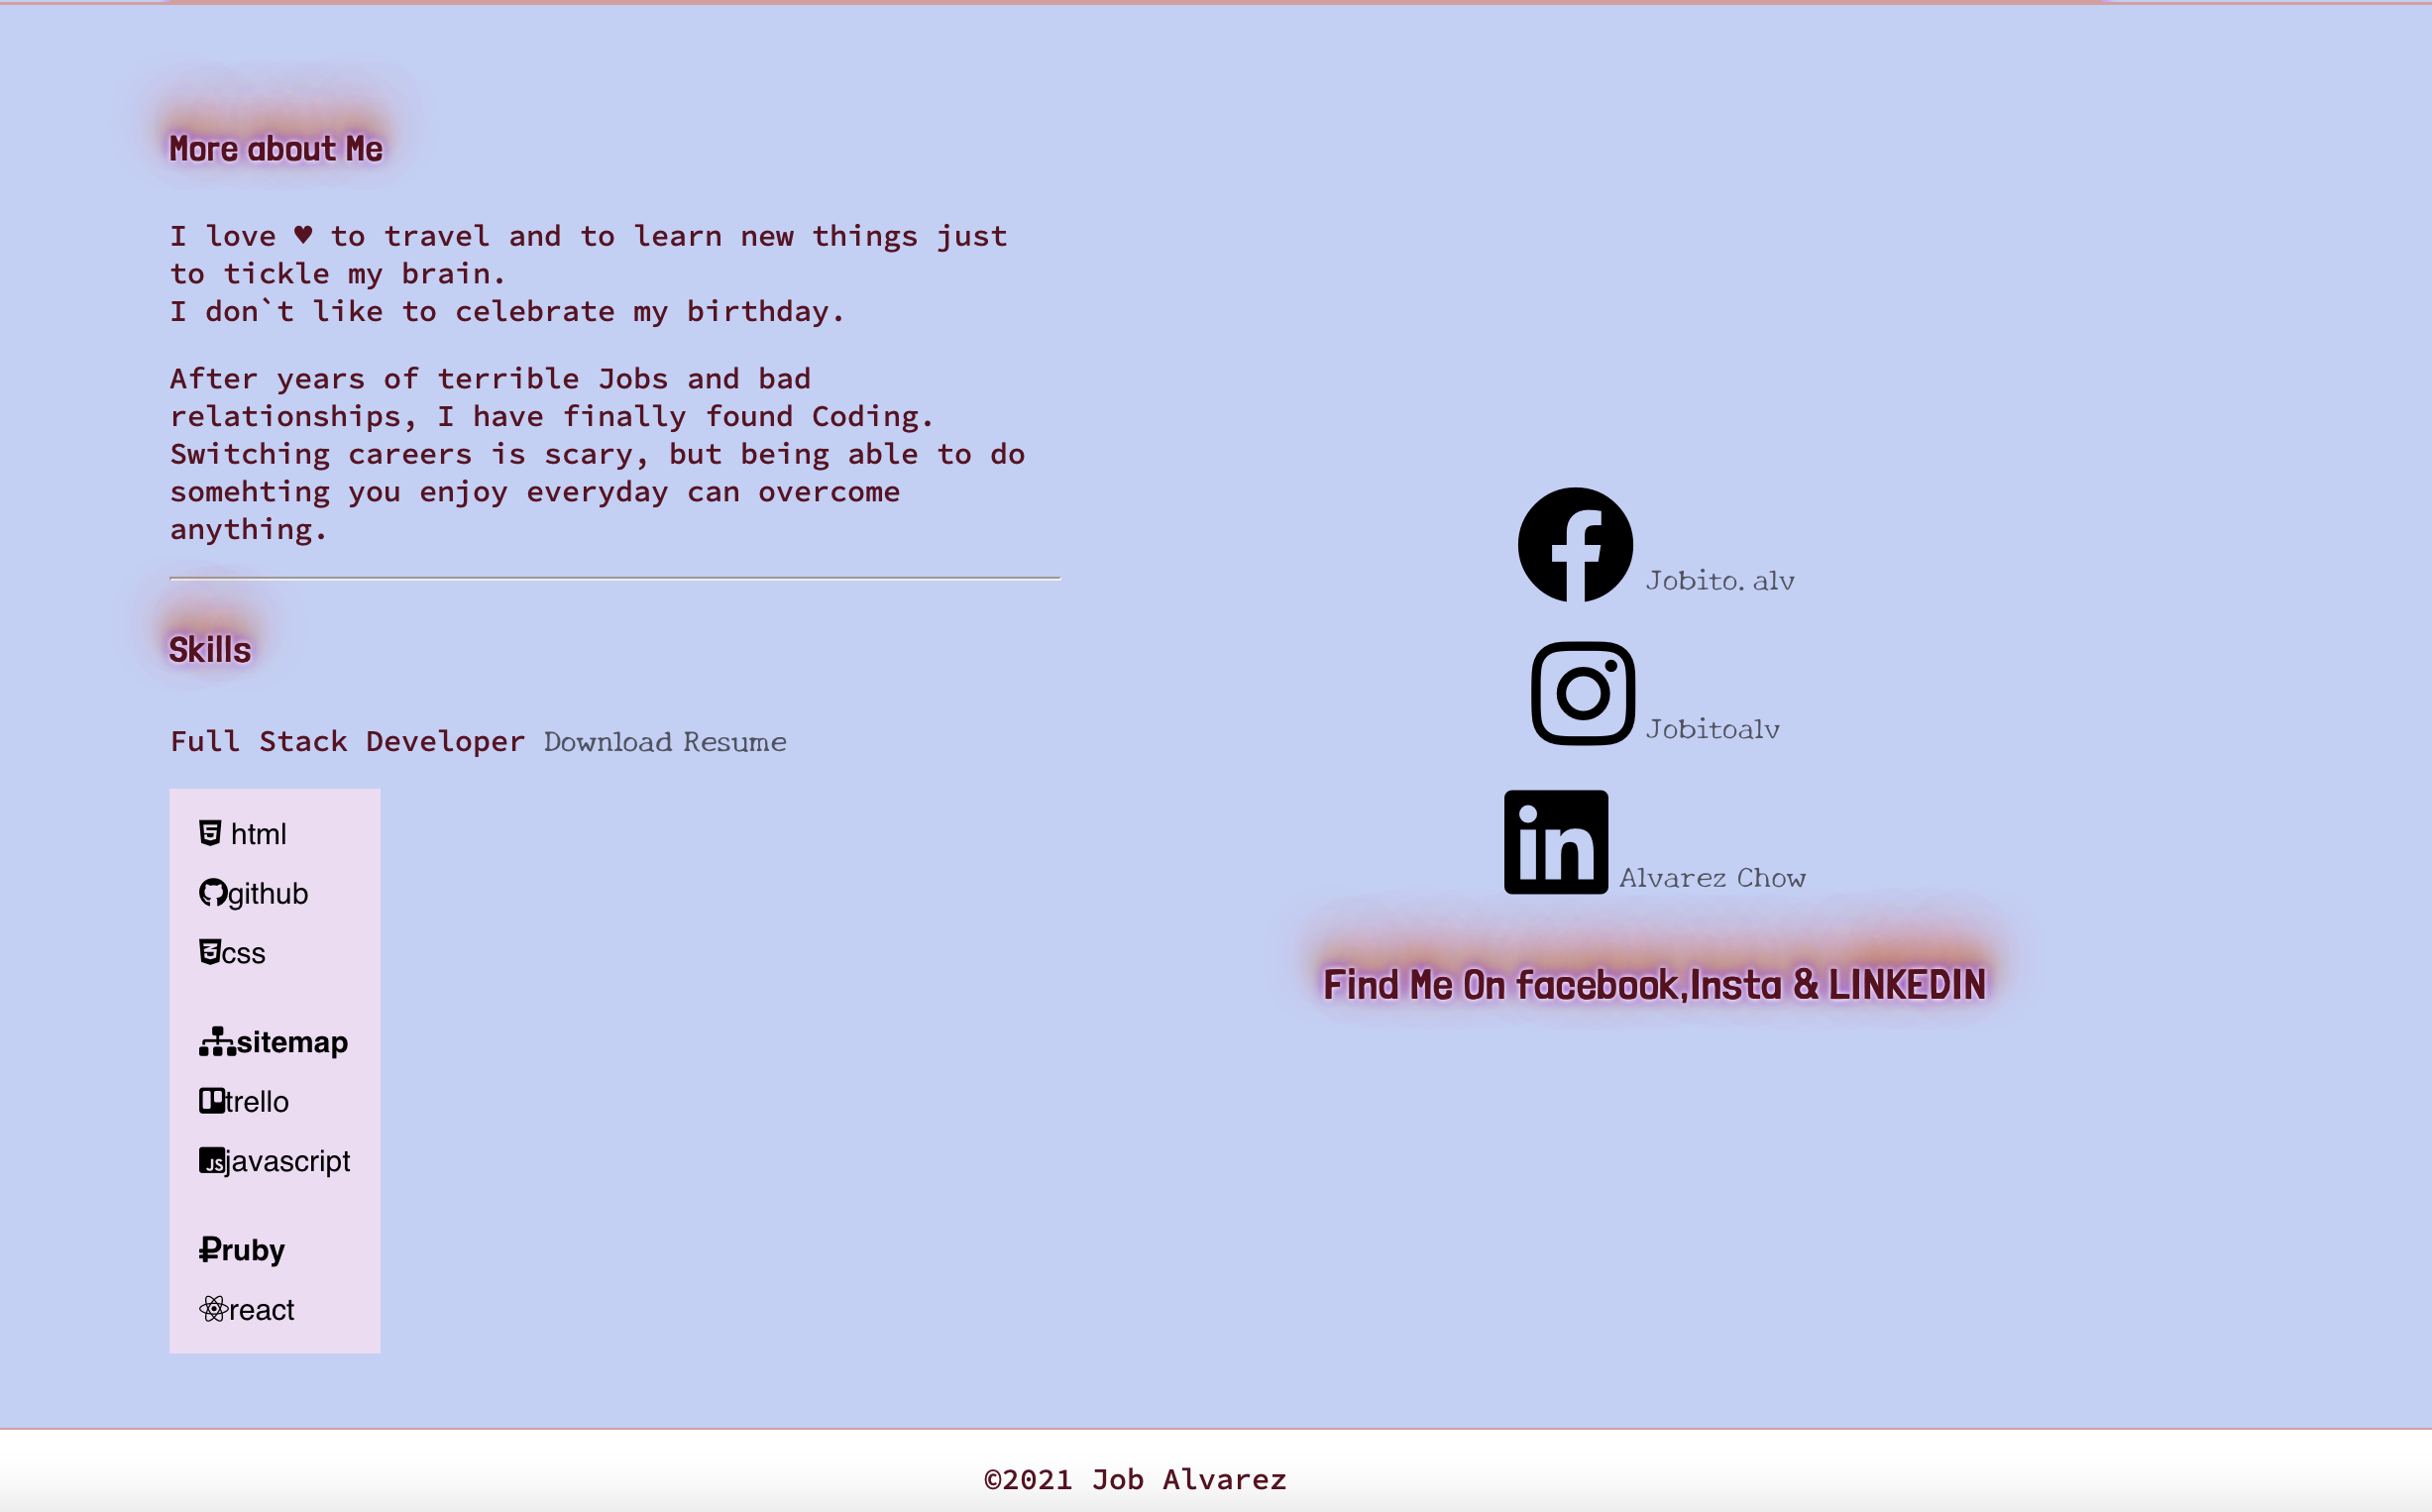 More about Me
I love ♥ to travel and to learn new things just
to tickle my brain.
I don`t like to celebrate my birthday.
After years of terrible Jobs and bad
relationships, I have finally found Coding.
Switching careers is scary, but being able to do
somehting you enjoy everyday can overcome
anything.
Skills
Full Stack Developer Download Resume
html
github
css
sitemap
trello
JS javascript
ruby
react
Jobito.alv
Jobitoalv
in Alvarez Chow
Find Me On facebook,Insta & LINKEDIN
©2021 Job Alvarez